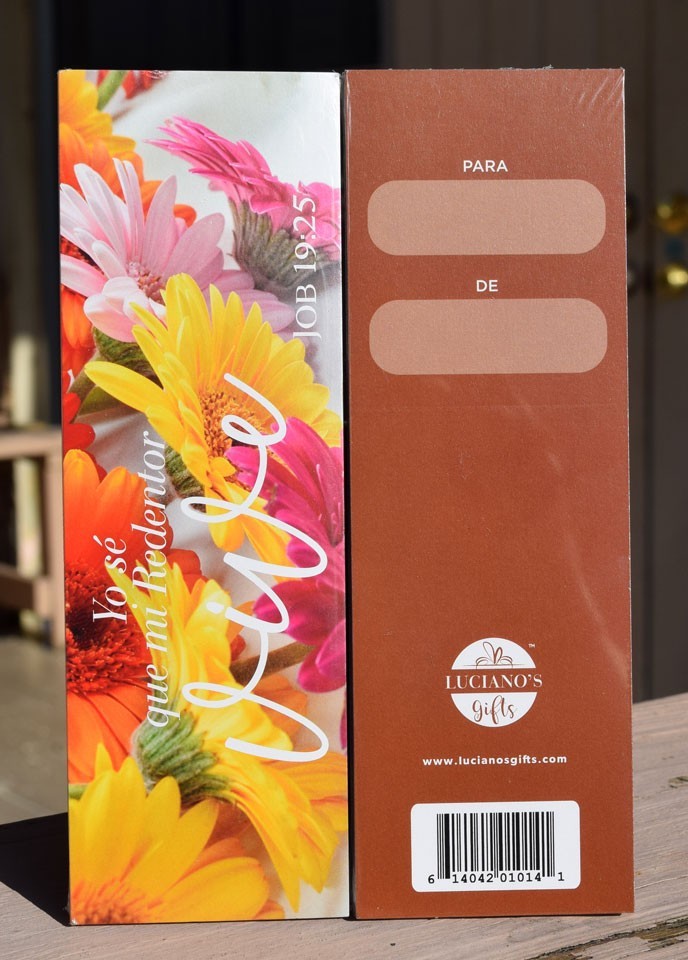 Yo sé
que mi Redentor
vive
JOB 19:25
PARA
DE
LUCIANO'S
gifts
™
www.lucianosgifts.com
6 14042 01014 1